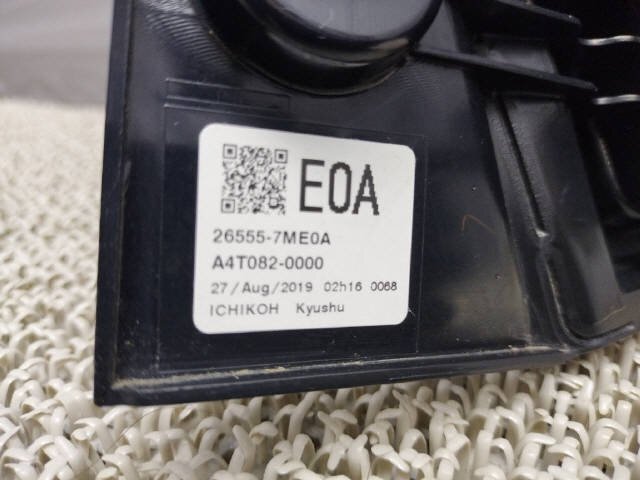 E0A
26555-7ME0A
A4T082-0000
27/Aug/2019 02h16 0068
ICHIKOH Kyushu